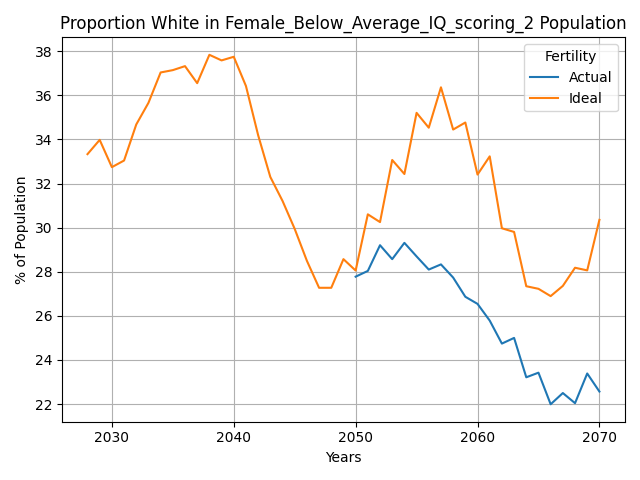 Proportion White in Female_Below_Average_IQ_scoring_2 Population
Fertility
Actual
Ideal
% of Population
38
36
34
32
30
28
26
24
22
2030 2040 2050 2060 2070
Years